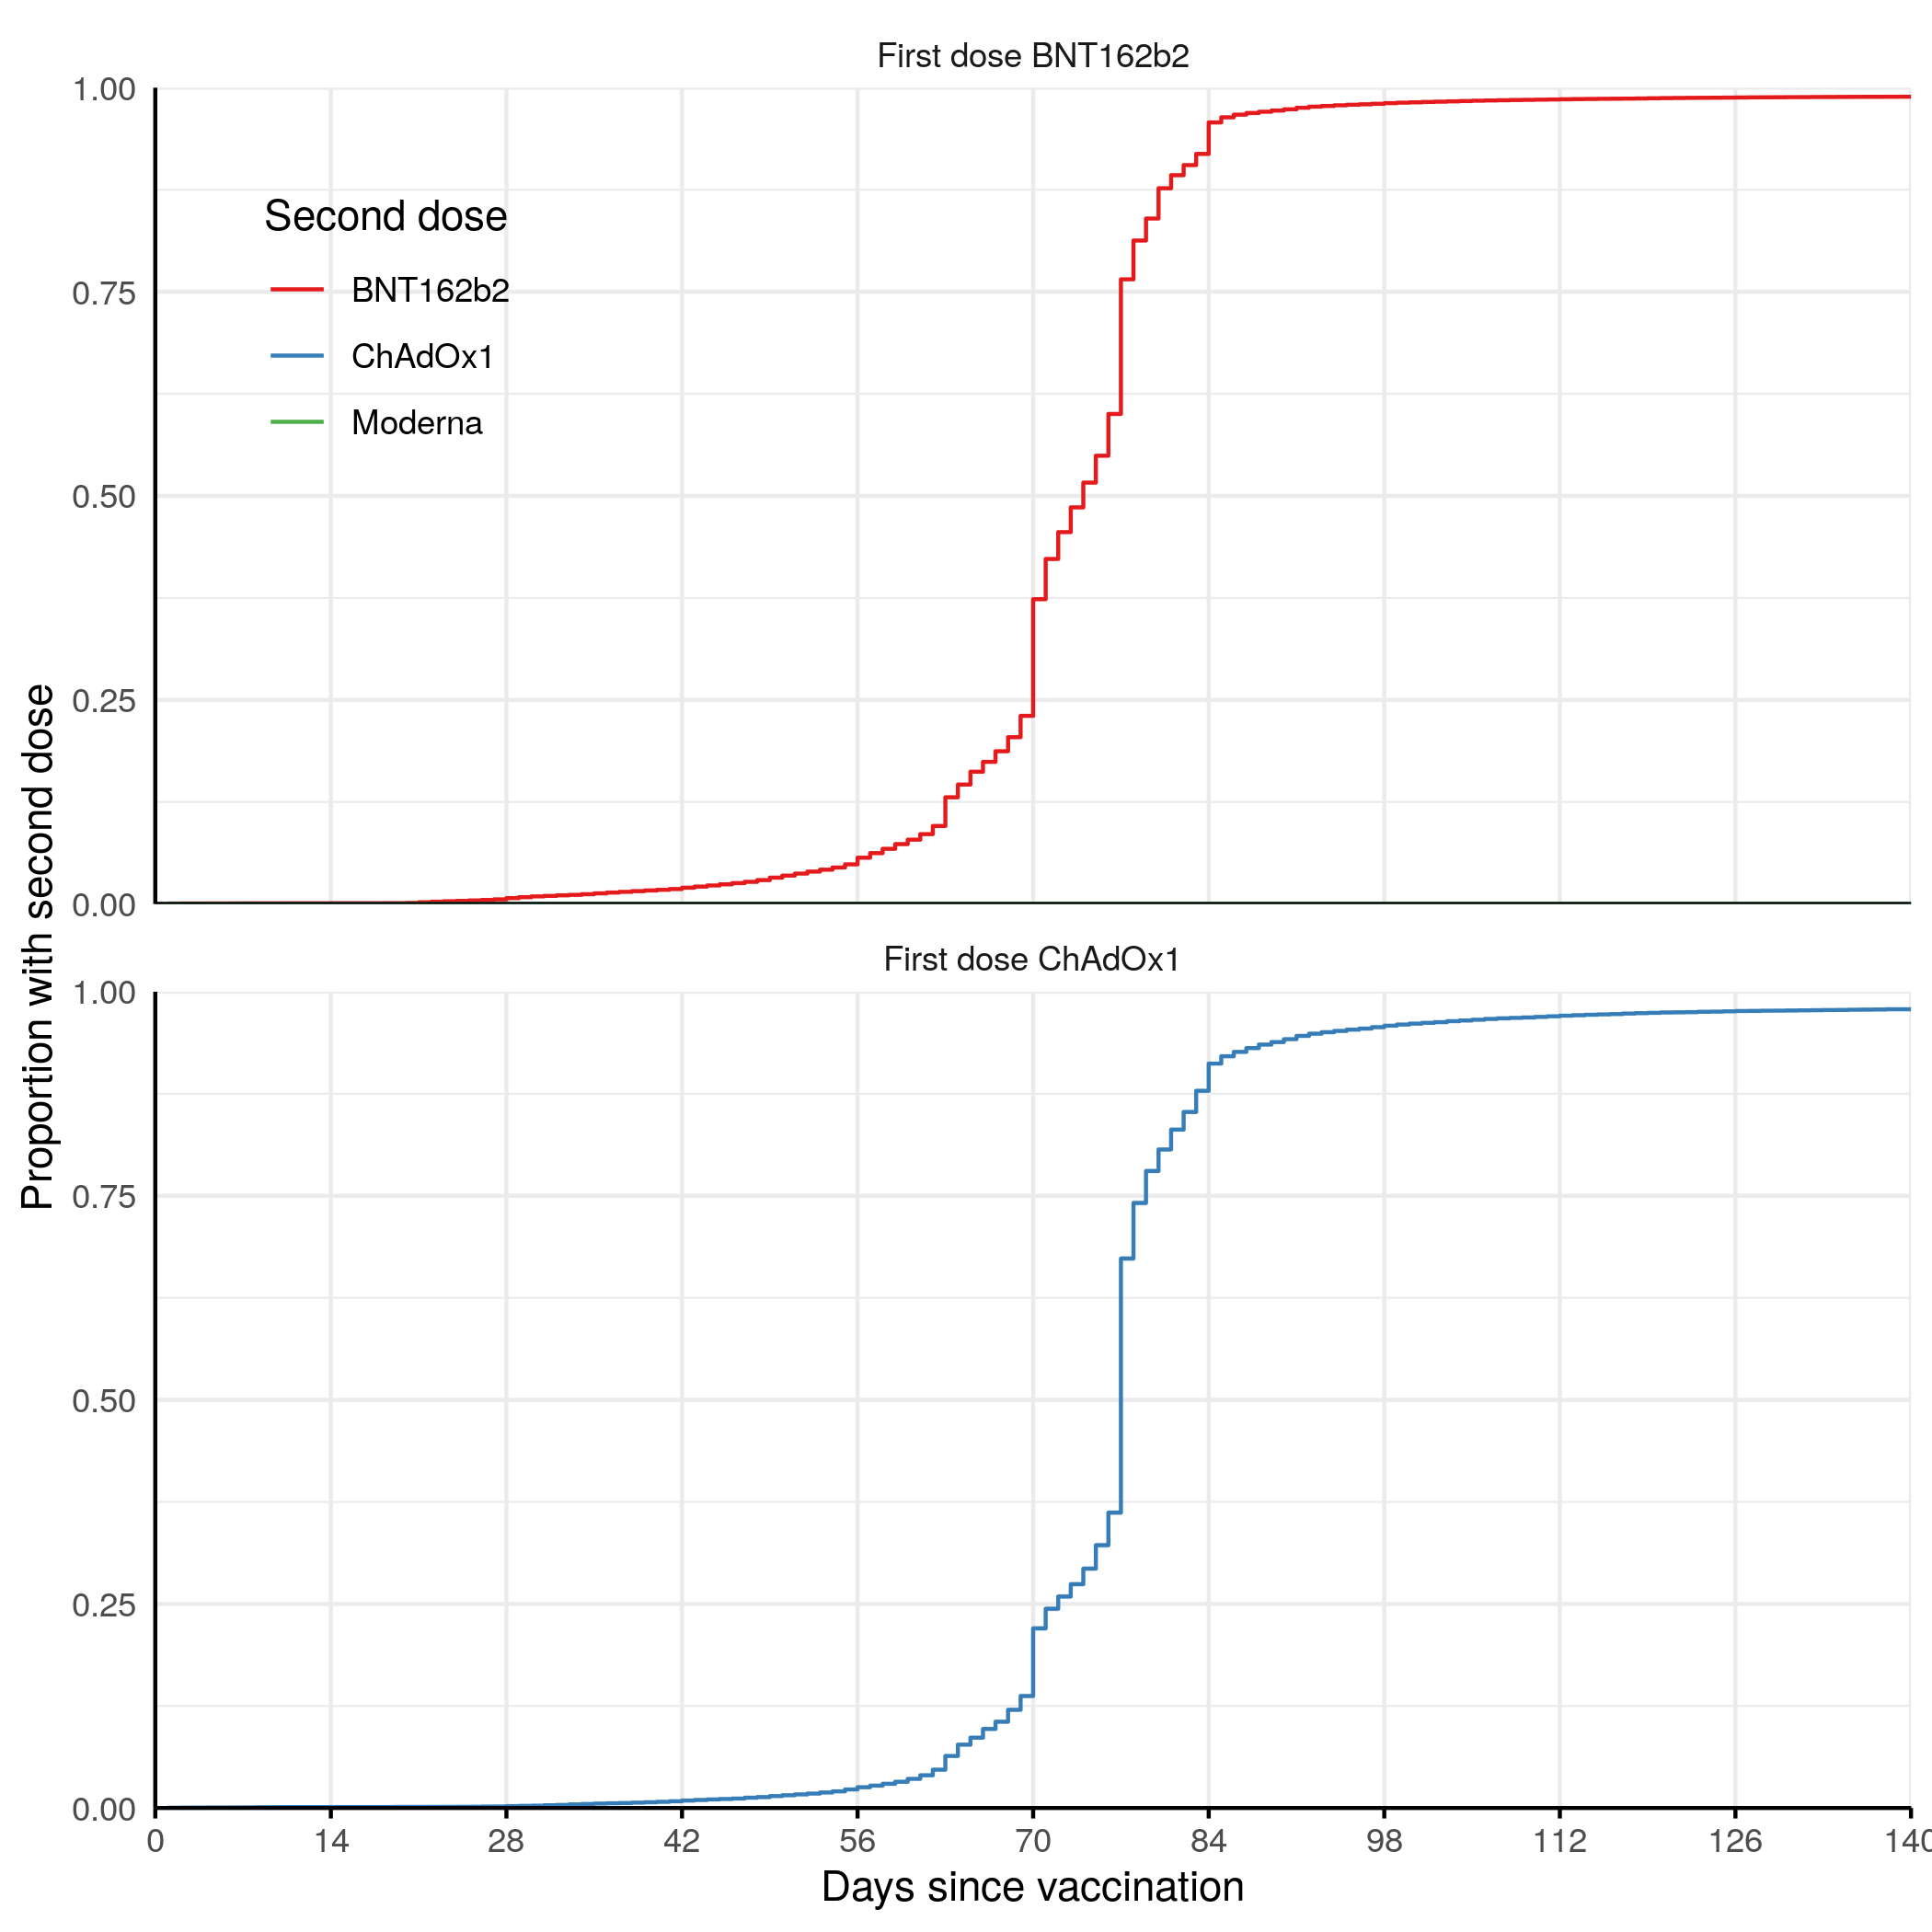 First dose BNT162b2
1.00
0.75
0.50
0.25
0.00
Second dose
BNT162b2
ChAdOx1
Moderna
Proportion with second dose
First dose ChAdOx1
1.00
0.75
0.50
0.25
0.00
0 14 28 42 56 70 84 98 112 126 140
Days since vaccination